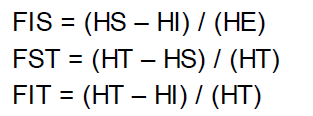 FIS = (HS – HI) / (HE)
FST = (HT – HS) / (HT)
FIT = (HT – HI) / (HT)